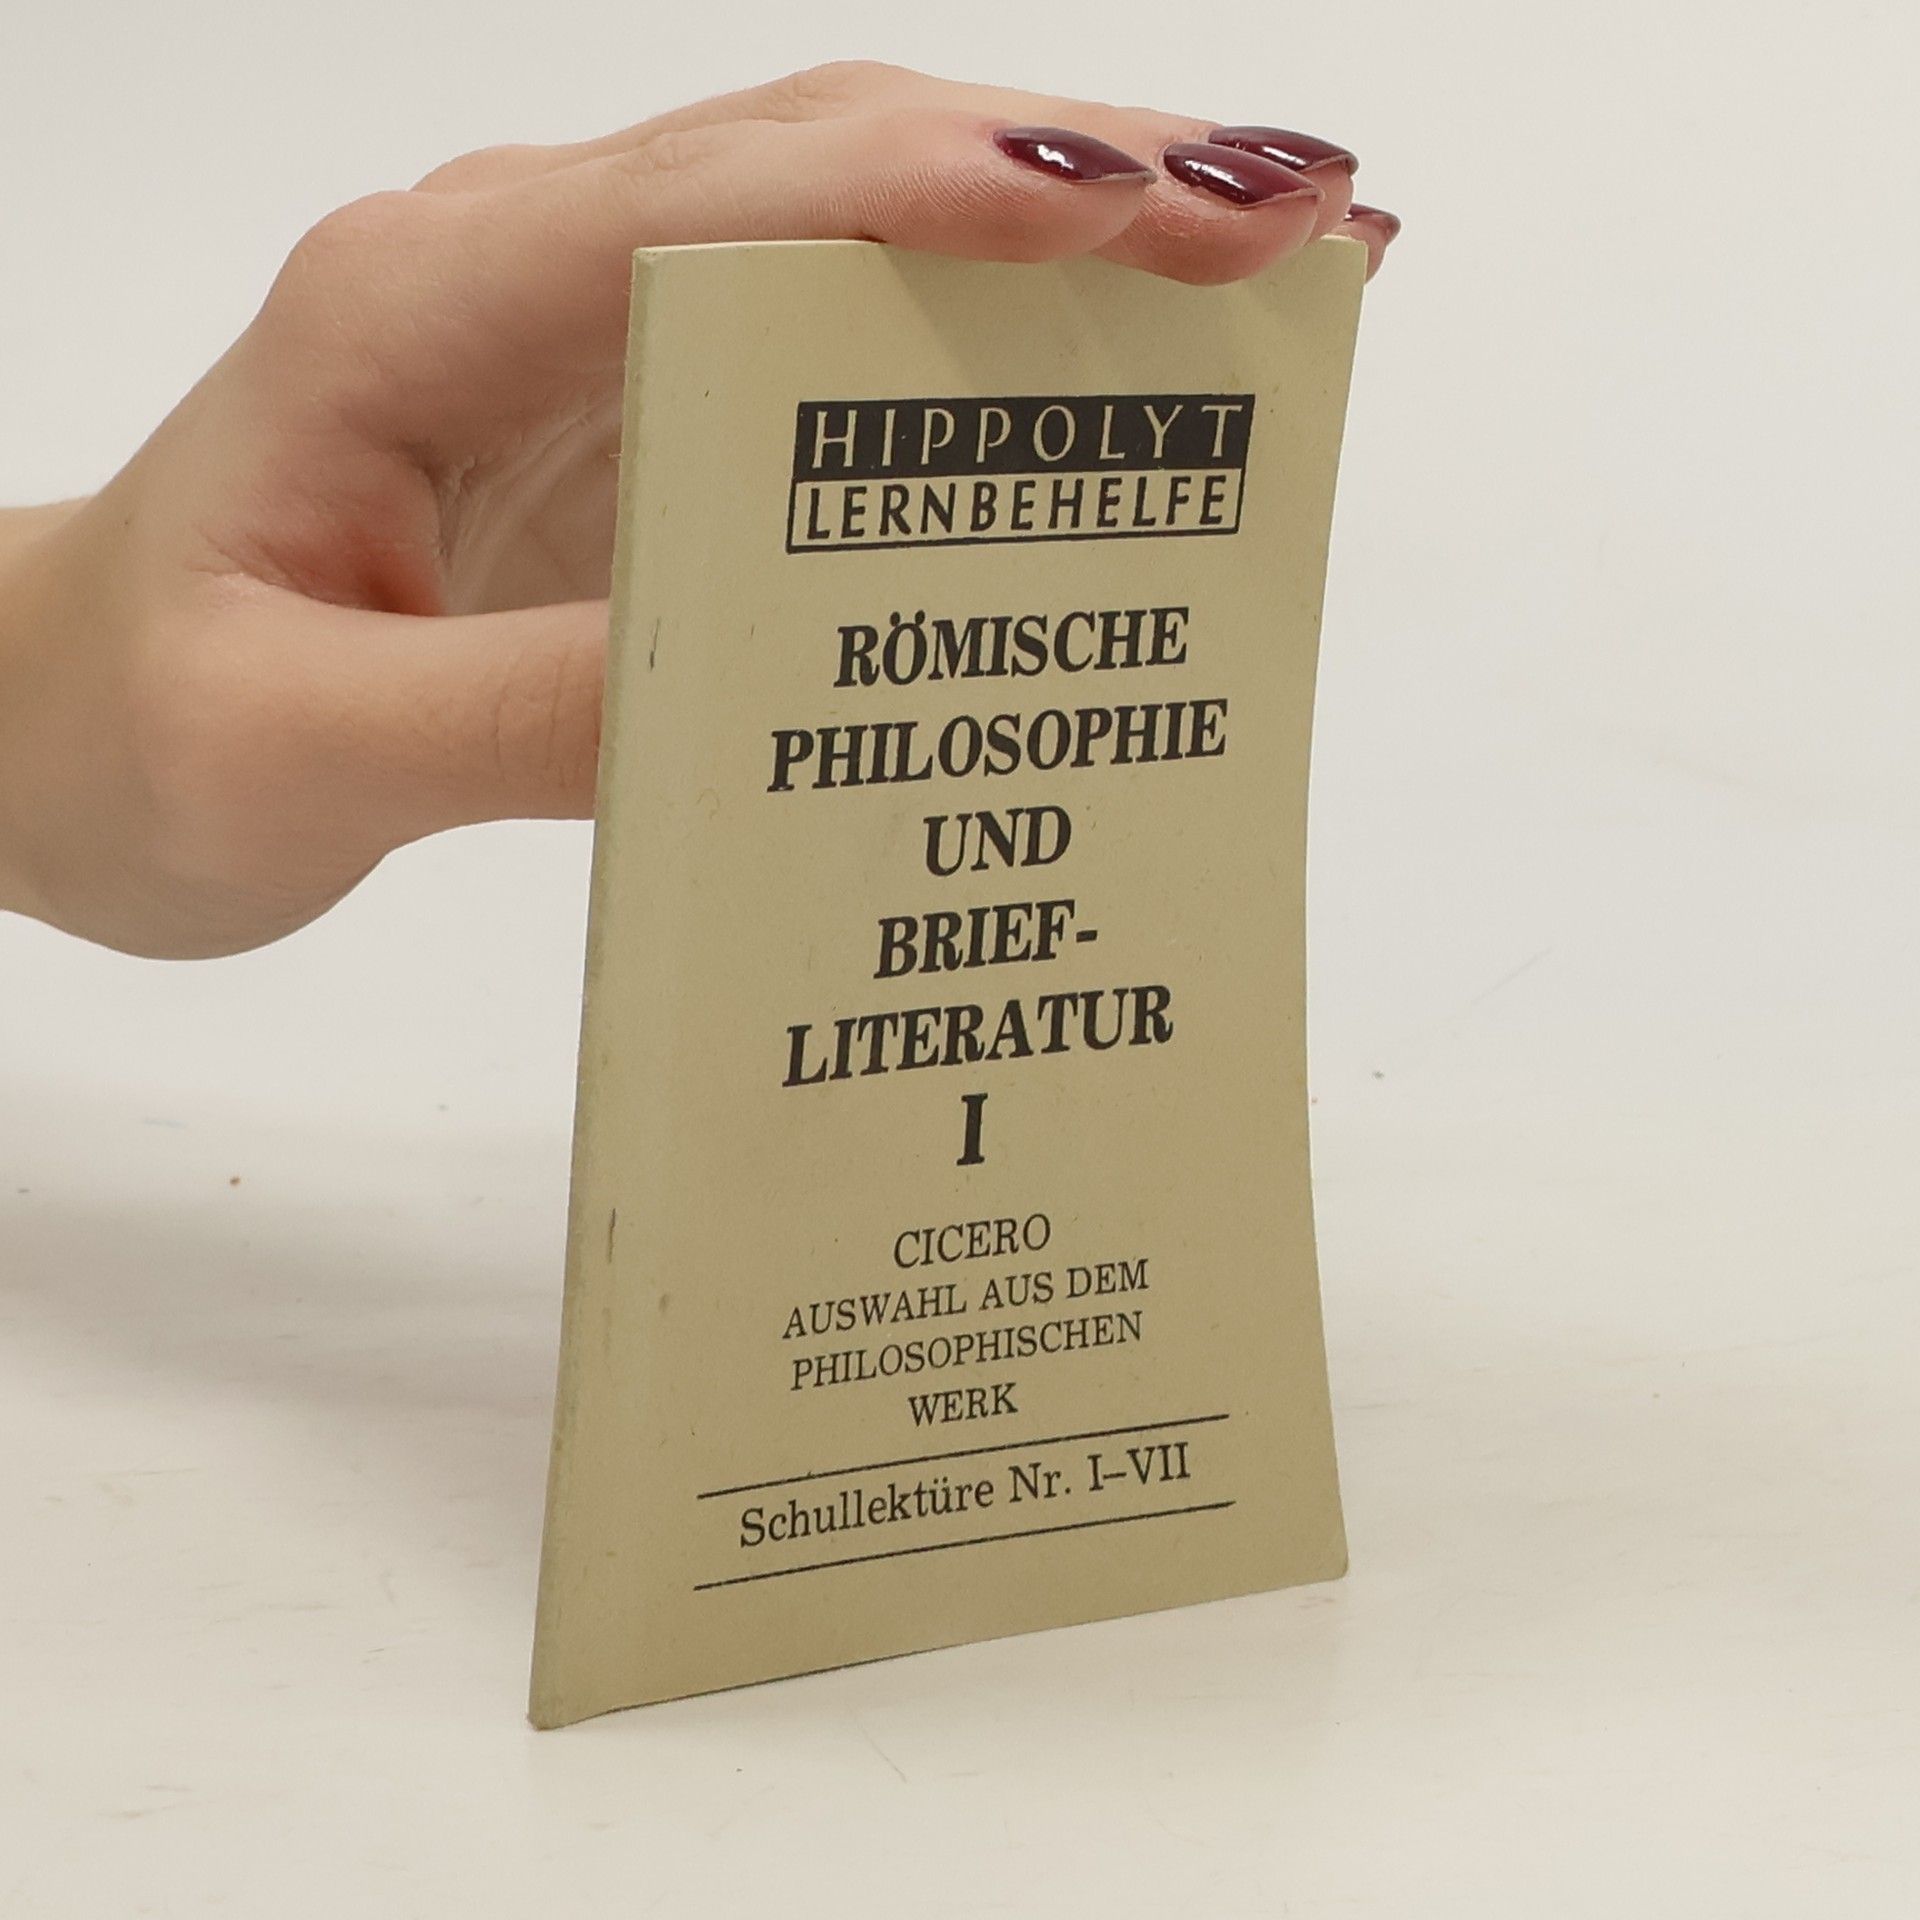 HIPPOLYT
LERNBEHELFE
RÖMISCHE
PHILOSOPHIE
UND
BRIEF-
LITERATUR
I
CICERO
AUSWAHL AUS DEM
PHILOSOPHISCHEN
WERK
Schullektüre Nr. I–VII